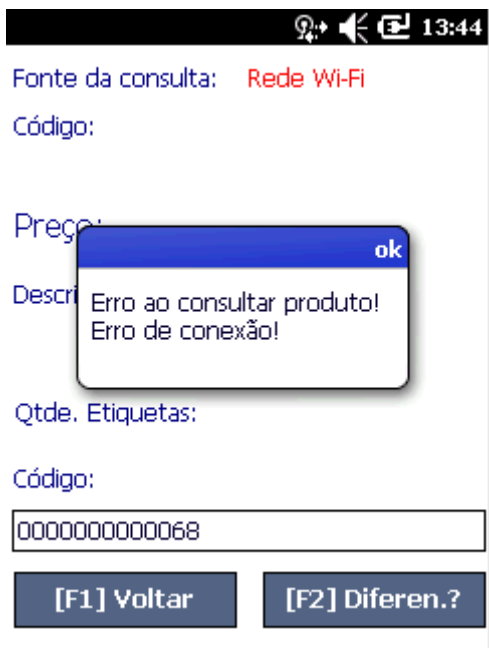 13:44
Fonte da consulta: Rede Wi-Fi
Código:
Preço:
ok
Descri
Erro ao consultar produto!
Erro de conexão!
Qtde. Etiquetas:
Código:
0000000000068
[F1] Voltar [F2] Diferen.?